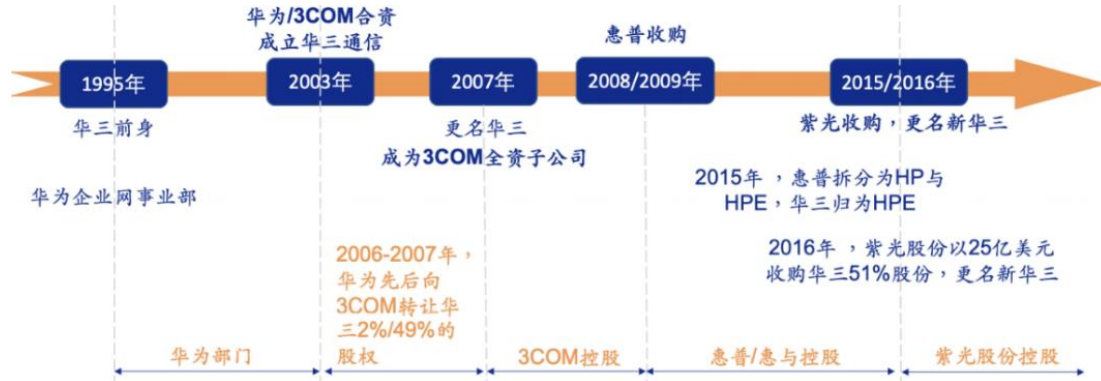 华为/3COM合资
成立华三通信
惠普收购
1995年
2003年
2007年
2008/2009年
2015/2016年
华三前身
更名华三
成为3COM全资子公司
紫光收购，更名新华三
华为企业网事业部
2015年，惠普拆分为HP与
HPE，华三归为HPE
2006-2007年，
华为先后向
3COM转让华
三2%/49%的
股权
2016年，紫光股份以25亿美元
收购华三51%股份，更名新华三
华为部门
3COM控股
惠普/惠与控股
紫光股份控股